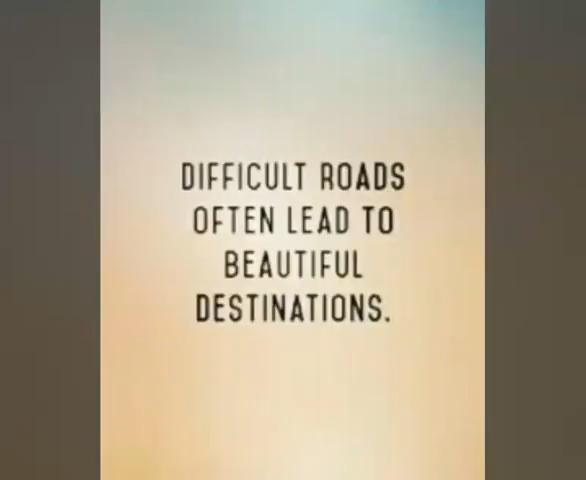 DIFFICULT ROADS
OFTEN LEAD TO
BEAUTIFUL
DESTINATIONS.